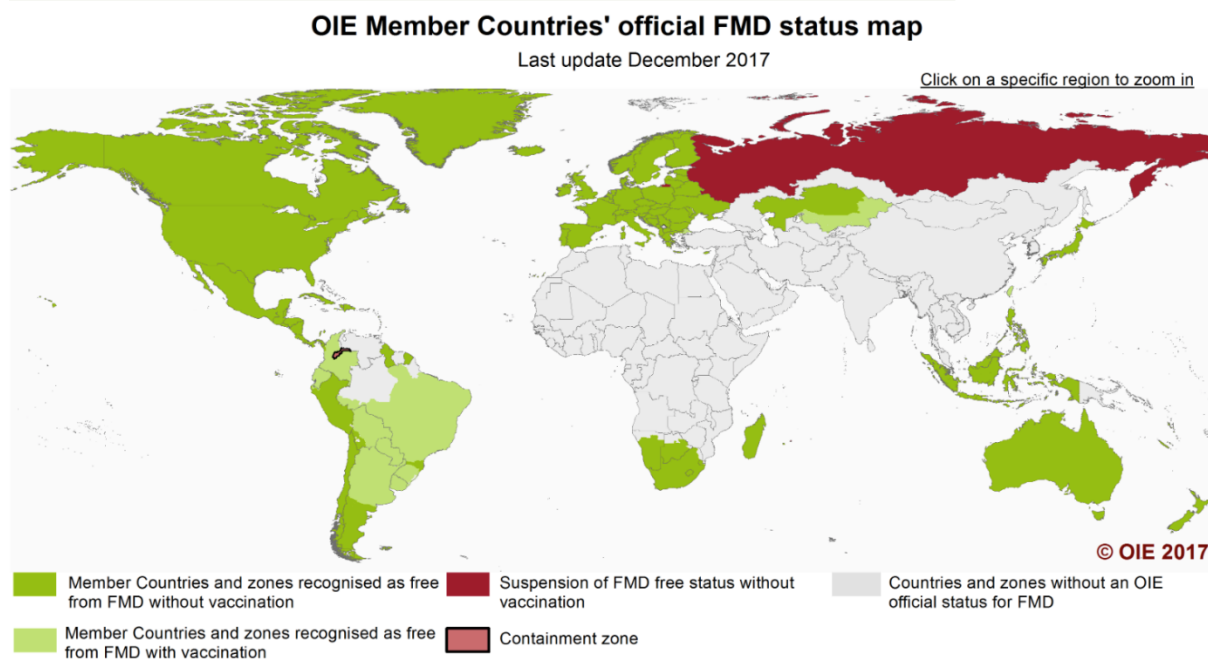 OIE Member Countries' official FMD status map
Last update December 2017
Click on a specific region to zoom in
© OIE 2017
Member Countries and zones recognised as free
from FMD without vaccination
Suspension of FMD free status without
vaccination
Countries and zones without an OIE
official status for FMD
Member Countries and zones recognised as free
from FMD with vaccination
Containment zone